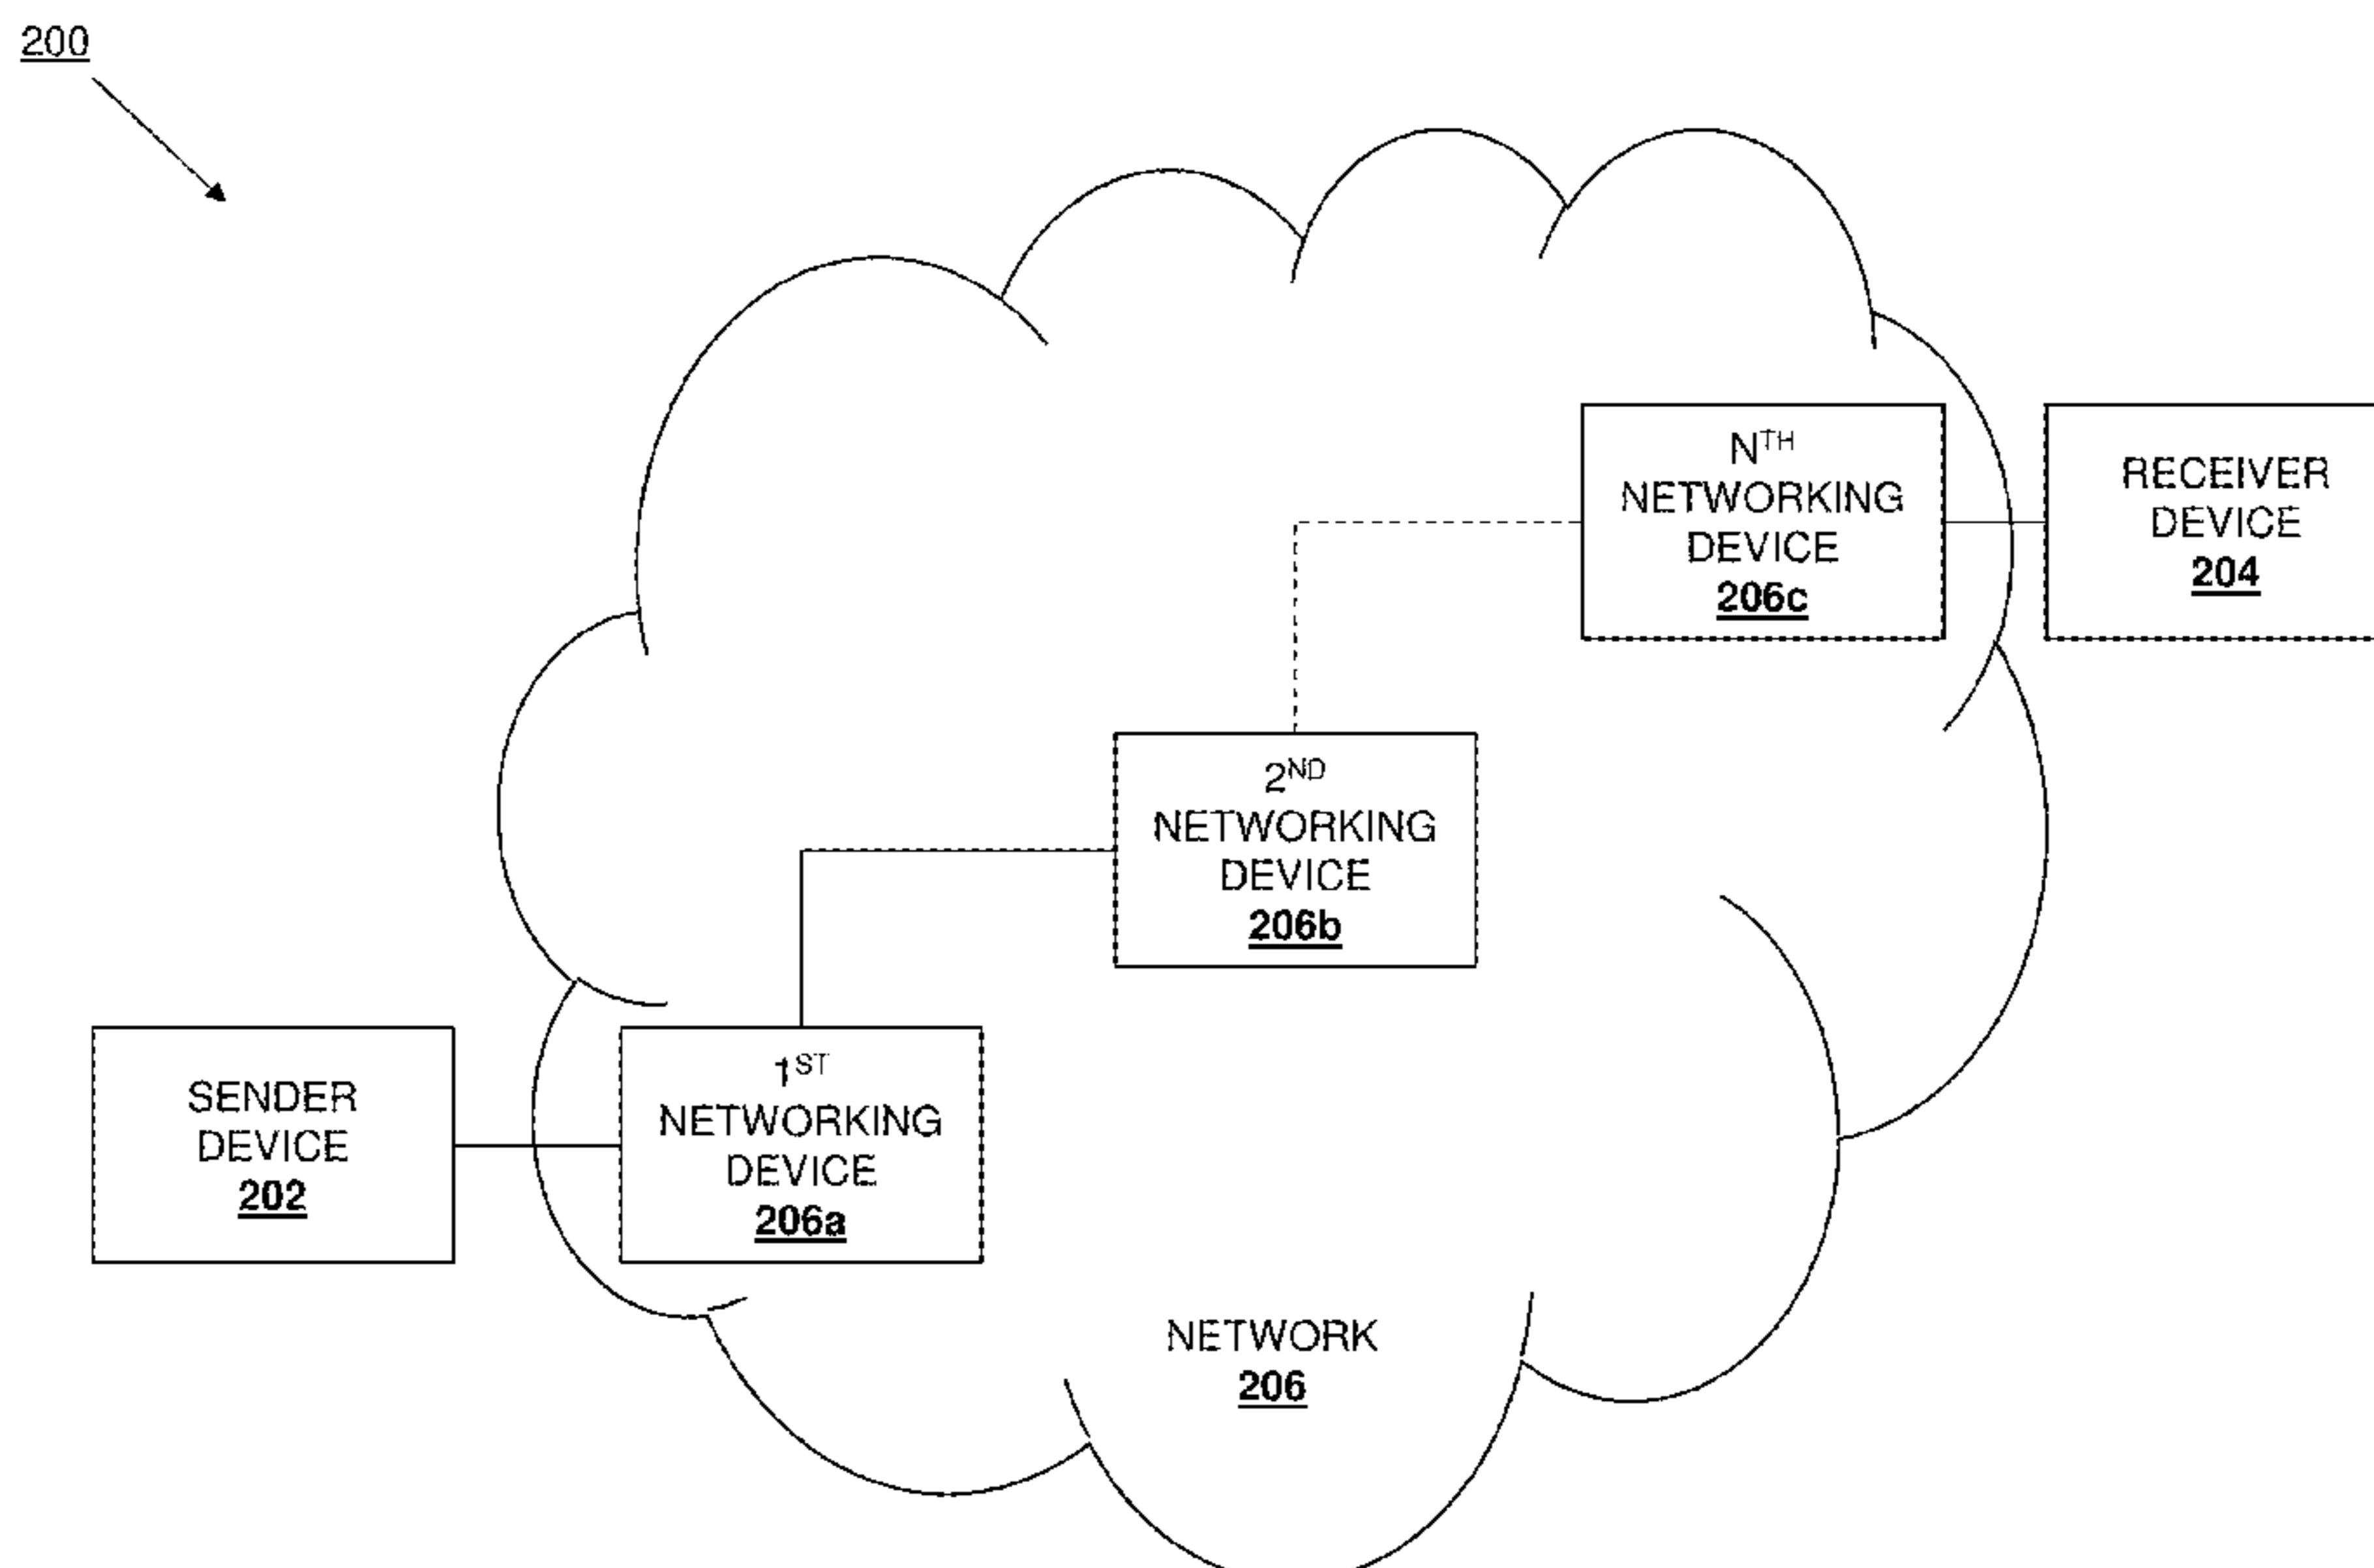 200
NTH
NETWORKING
DEVICE
206c
RECEIVER
DEVICE
204
2ND
NETWORKING
DEVICE
206b
SENDER
DEVICE
202
1ST
NETWORKING
DEVICE
206a
NETWORK
206